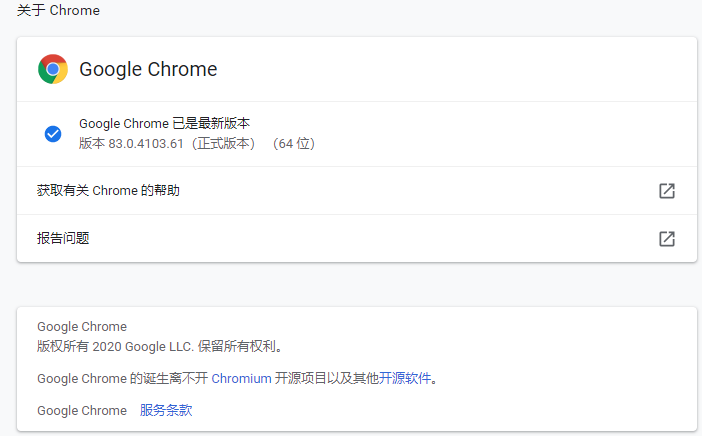 关于 Chrome
Google Chrome
Google Chrome 已是最新版本
版本 83.0.4103.61（正式版本） （64 位）
获取有关 Chrome 的帮助
报告问题
Google Chrome
版权所有 2020 Google LLC. 保留所有权利。
Google Chrome 的诞生离不开 Chromium 开源项目以及其他开源软件。
Google Chrome 服务条款